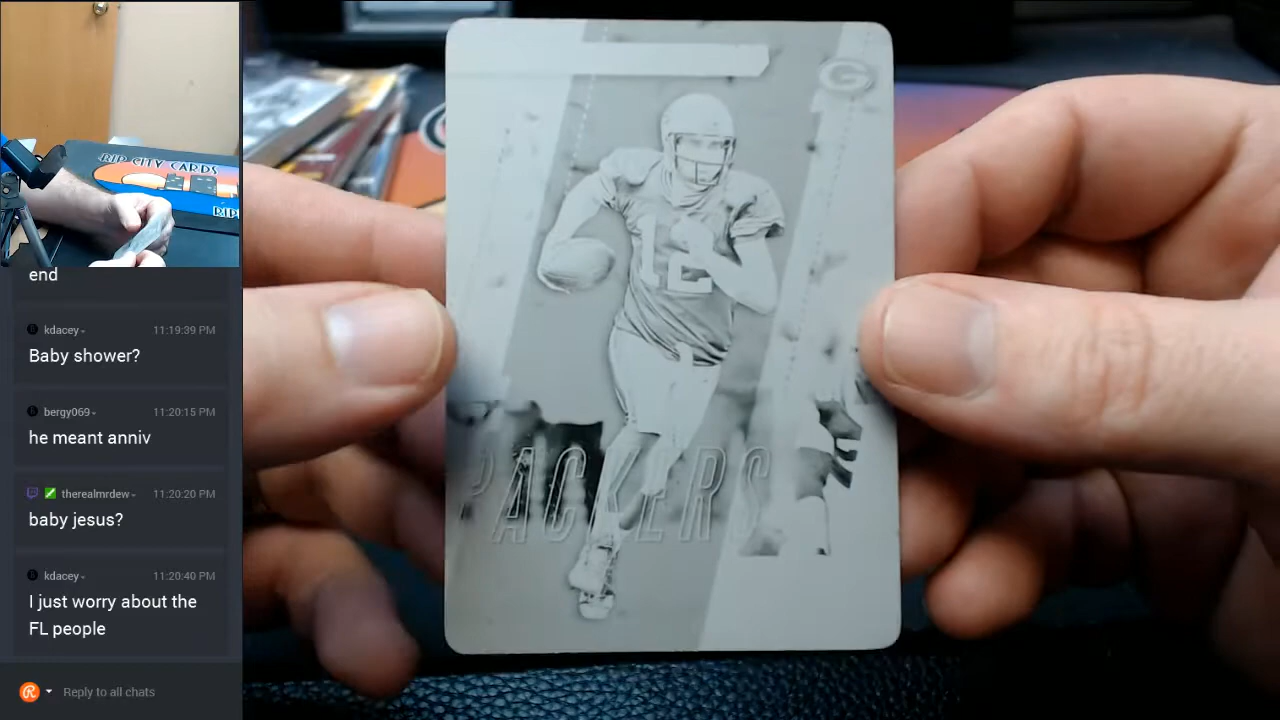 RIP CITY CARDS
RIP
end
kdacey
11:19:39 PM
Baby shower?
bergy069
11:20:15 PM
he meant anniv
therealmrdew
11:20:20 PM
baby jesus?
kdacey
11:20:40 PM
I just worry about the
FL people
Reply to all chats
G
12
PACKERS